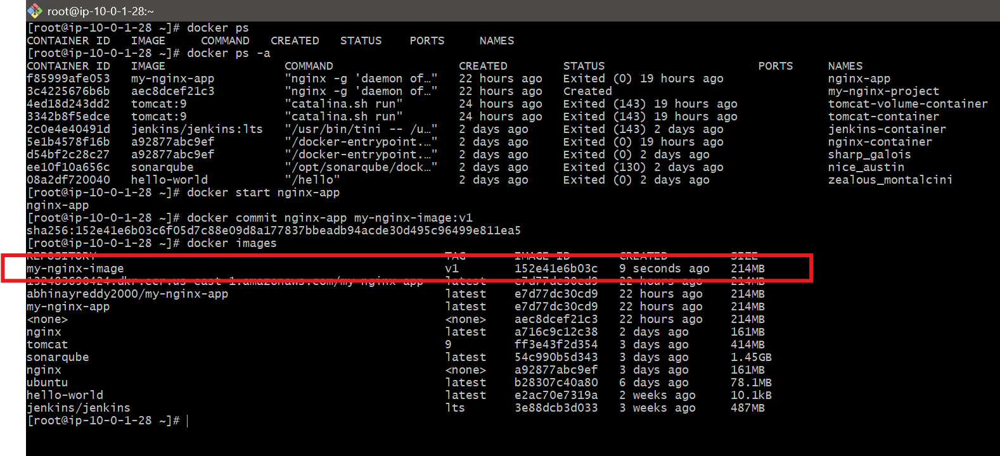 root@ip-10-0-1-28:~
[root@ip-10-0-1-28 ~]# docker ps
CONTAINER ID   IMAGE     COMMAND   CREATED   STATUS    PORTS     NAMES
[root@ip-10-0-1-28 ~]# docker ps -a
CONTAINER ID   IMAGE                 COMMAND                  CREATED        STATUS                      PORTS     NAMES
f85999afe053   my-nginx-app          "nginx -g 'daemon of…"   22 hours ago   Exited (0) 19 hours ago               nginx-app
3c4225676b6b   aec8dcef21c3          "nginx -g 'daemon of…"   22 hours ago   Created                               my-nginx-project
4ed18d243dd2   tomcat:9              "catalina.sh run"        24 hours ago   Exited (143) 19 hours ago             tomcat-volume-container
3342b8f5edce   tomcat:9              "catalina.sh run"        24 hours ago   Exited (143) 19 hours ago             tomcat-container
2c0e4e40491d   jenkins/jenkins:lts   "/usr/bin/tini -- /u…"   2 days ago     Exited (143) 2 days ago               jenkins-container
5e1b4578f16b   a92877abc9ef          "/docker-entrypoint.…"   2 days ago     Exited (0) 19 hours ago               nginx-container
d54bf2c28c27   a92877abc9ef          "/docker-entrypoint.…"   2 days ago     Exited (0) 2 days ago                 sharp_galois
ee10f10a656c   sonarqube             "/opt/sonarqube/dock…"   2 days ago     Exited (130) 2 days ago               nice_austin
08a2df720040   hello-world           "/hello"                 2 days ago     Exited (0) 2 days ago                 zealous_montalcini
[root@ip-10-0-1-28 ~]# docker start nginx-app
nginx-app
[root@ip-10-0-1-28 ~]# docker commit nginx-app my-nginx-image:v1
sha256:152e41e6b03c6f05d7c88e09d8a177837bbeadb94acde30d495c96499e811ea5
[root@ip-10-0-1-28 ~]# docker images
REPOSITORY                                                  TAG       IMAGE ID       CREATED         SIZE
my-nginx-image                                              v1        152e41e6b03c   9 seconds ago   214MB
latest    e7d77dc30cd9   22 hours ago    214MB
abhinayreddy2000/my-nginx-app                               latest    e7d77dc30cd9   22 hours ago    214MB
my-nginx-app                                                latest    e7d77dc30cd9   22 hours ago    214MB
<none>                                                      <none>    aec8dcef21c3   22 hours ago    214MB
nginx                                                       latest    a716c9c12c38   2 days ago      161MB
tomcat                                                      9         ff3e43f2d354   3 days ago      414MB
sonarqube                                                   latest    54c990b5d343   3 days ago      1.45GB
nginx                                                       <none>    a92877abc9ef   3 days ago      161MB
ubuntu                                                      latest    b28307c40a80   6 days ago      78.1MB
hello-world                                                 latest    e2ac70e7319a   2 weeks ago     10.1kB
jenkins/jenkins                                             lts       3e88dcb3d033   3 weeks ago     487MB
[root@ip-10-0-1-28 ~]#